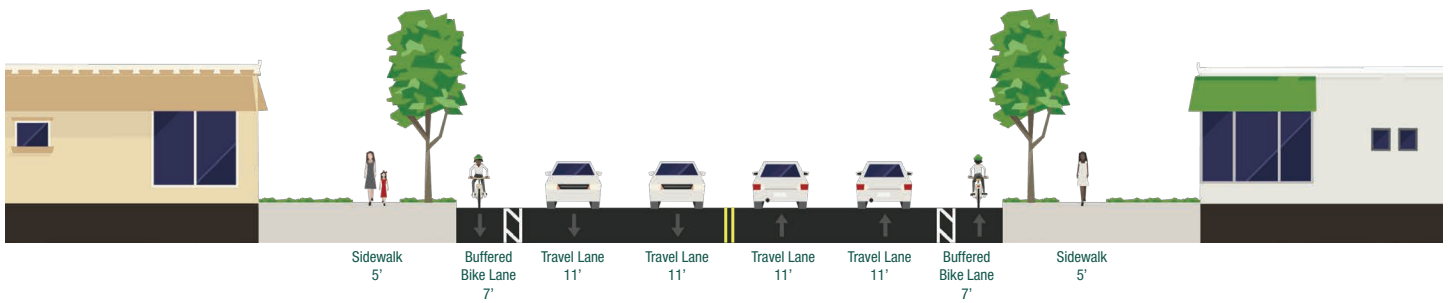 Sidewalk
5’
Buffered
Bike Lane
7’
Travel Lane
11’
Travel Lane
11’
Travel Lane
11’
Travel Lane
11’
Buffered
Bike Lane
7’
Sidewalk
5’